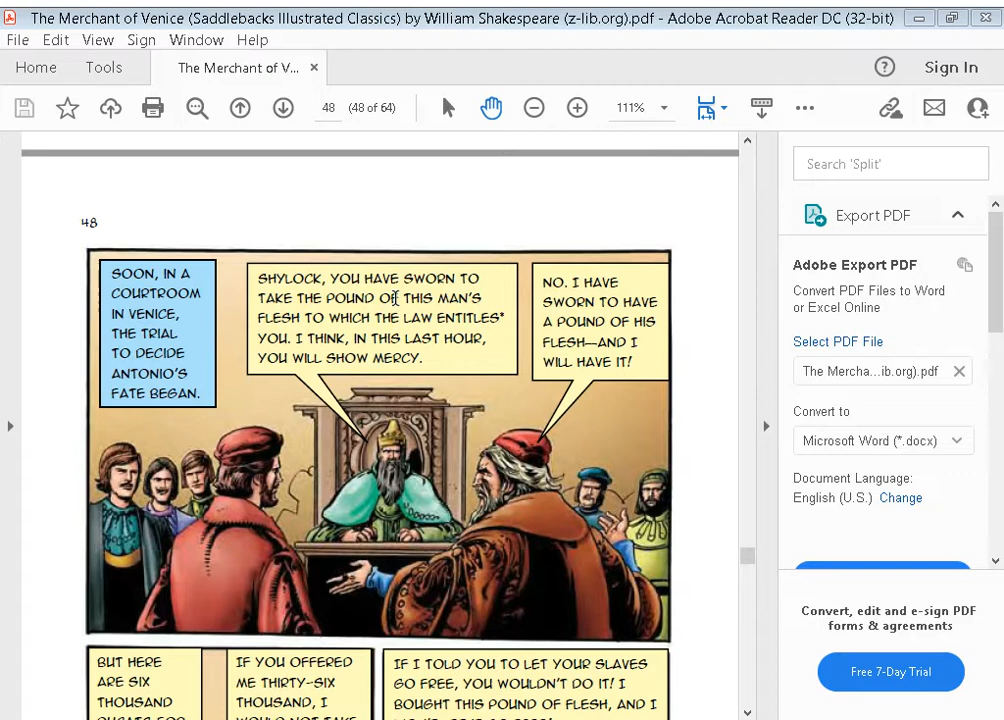 The Merchant of Venice (Saddlebacks Illustrated Classics) by William Shakespeare (z-lib.org).pdf - Adobe Acrobat Reader DC (32-bit)
File Edit View Sign Window Help
Home Tools The Merchant of V... Sign In
48 (48 of 64) 111%
Search 'Split'
Export PDF
Adobe Export PDF
Convert PDF Files to Word
or Excel Online
Select PDF File
The Mercha...ib.org).pdf
Convert to
Microsoft Word (*.docx)
Document Language:
English (U.S.) Change
Convert, edit and e-sign PDF
forms & agreements
Free 7-Day Trial
48
SOON, IN A
COURTROOM
IN VENICE,
THE TRIAL
TO DECIDE
ANTONIO'S
FATE BEGAN.
SHYLOCK, YOU HAVE SWORN TO
TAKE THE POUND OF THIS MAN'S
FLESH TO WHICH THE LAW ENTITLES*
YOU. I THINK, IN THIS LAST HOUR,
YOU WILL SHOW MERCY.
NO. I HAVE
SWORN TO HAVE
A POUND OF HIS
FLESH—AND I
WILL HAVE IT!
BUT HERE
ARE SIX
THOUSAND
IF YOU OFFERED
ME THIRTY-SIX
THOUSAND, I
WOULD NOT TAKE
IF I TOLD YOU TO LET YOUR SLAVES
GO FREE, YOU WOULDN'T DO IT! I
BOUGHT THIS POUND OF FLESH, AND I